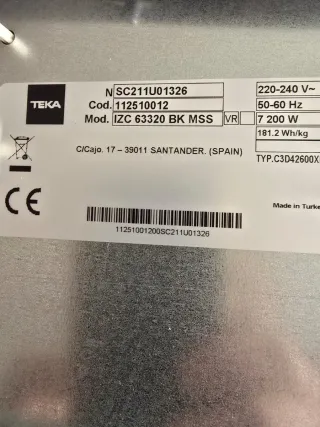 TEKA
N SC211U01326 220-240 V~
Cod. 112510012 50-60 Hz
Mod. IZC 63320 BK MSS VR 7 200 W
181.2 Wh/kg
C/Cajo. 17 – 39011 SANTANDER. (SPAIN)
TYP.C3D42600X
CE
Made in Turke
11251001200SC211U01326